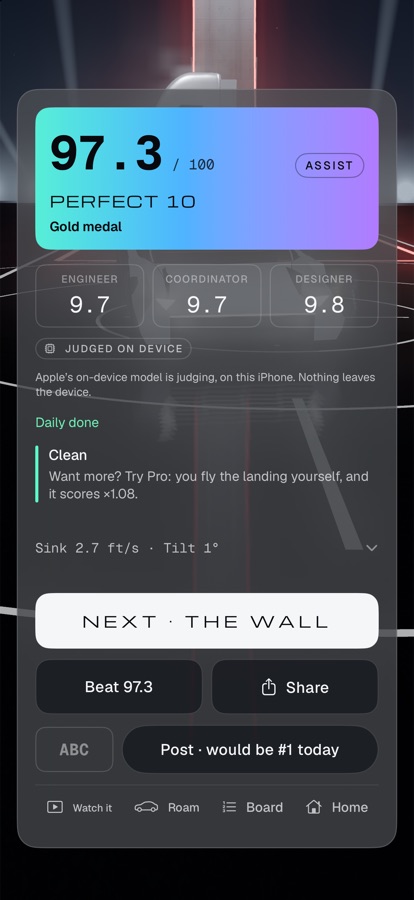 97.3 / 100
ASSIST
PERFECT 10
Gold medal
ENGINEER
9.7
COORDINATOR
9.7
DESIGNER
9.8
JUDGED ON DEVICE
Apple's on-device model is judging, on this iPhone. Nothing leaves
the device.
Daily done
Clean
Want more? Try Pro: you fly the landing yourself, and
it scores ×1.08.
Sink 2.7 ft/s · Tilt 1°
NEXT · THE WALL
Beat 97.3
Share
ABC
Post · would be #1 today
Watch it
Roam
Board
Home